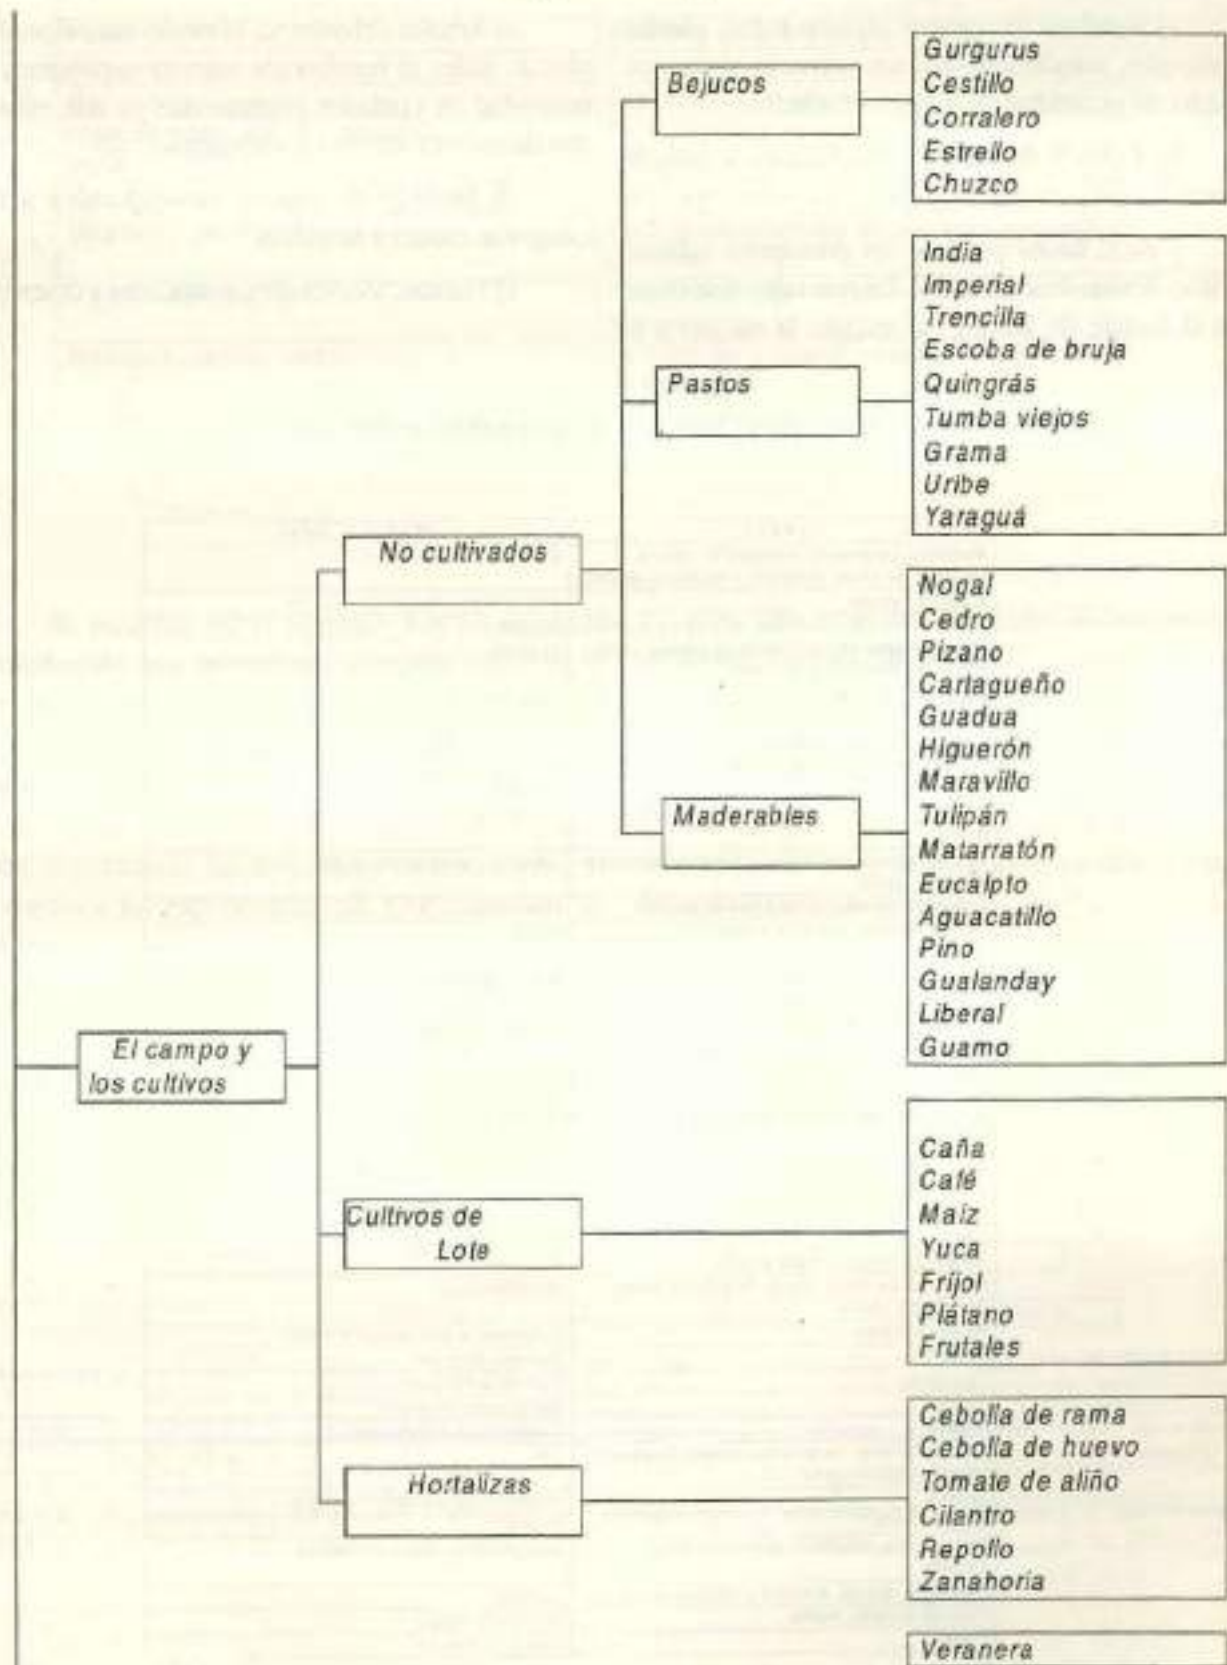 Bejucos
Gurgurus
Cestillo
Corralero
Estrello
Chuzco
Pastos
India
Imperial
Trencilla
Escoba de bruja
Quingrás
Tumba viejos
Grama
Uribe
Yaraguá
No cultivados
Maderables
Nogal
Cedro
Pizano
Cartagueño
Guadua
Higuerón
Maravillo
Tulipán
Matarratón
Eucalpto
Aguacatillo
Pino
Gualanday
Liberal
Guamo
El campo y
los cultivos
Cultivos de
Lote
Caña
Café
Maíz
Yuca
Fríjol
Plátano
Frutales
Hortalizas
Cebolla de rama
Cebolla de huevo
Tomate de aliño
Cilantro
Repollo
Zanahoria
Veranera